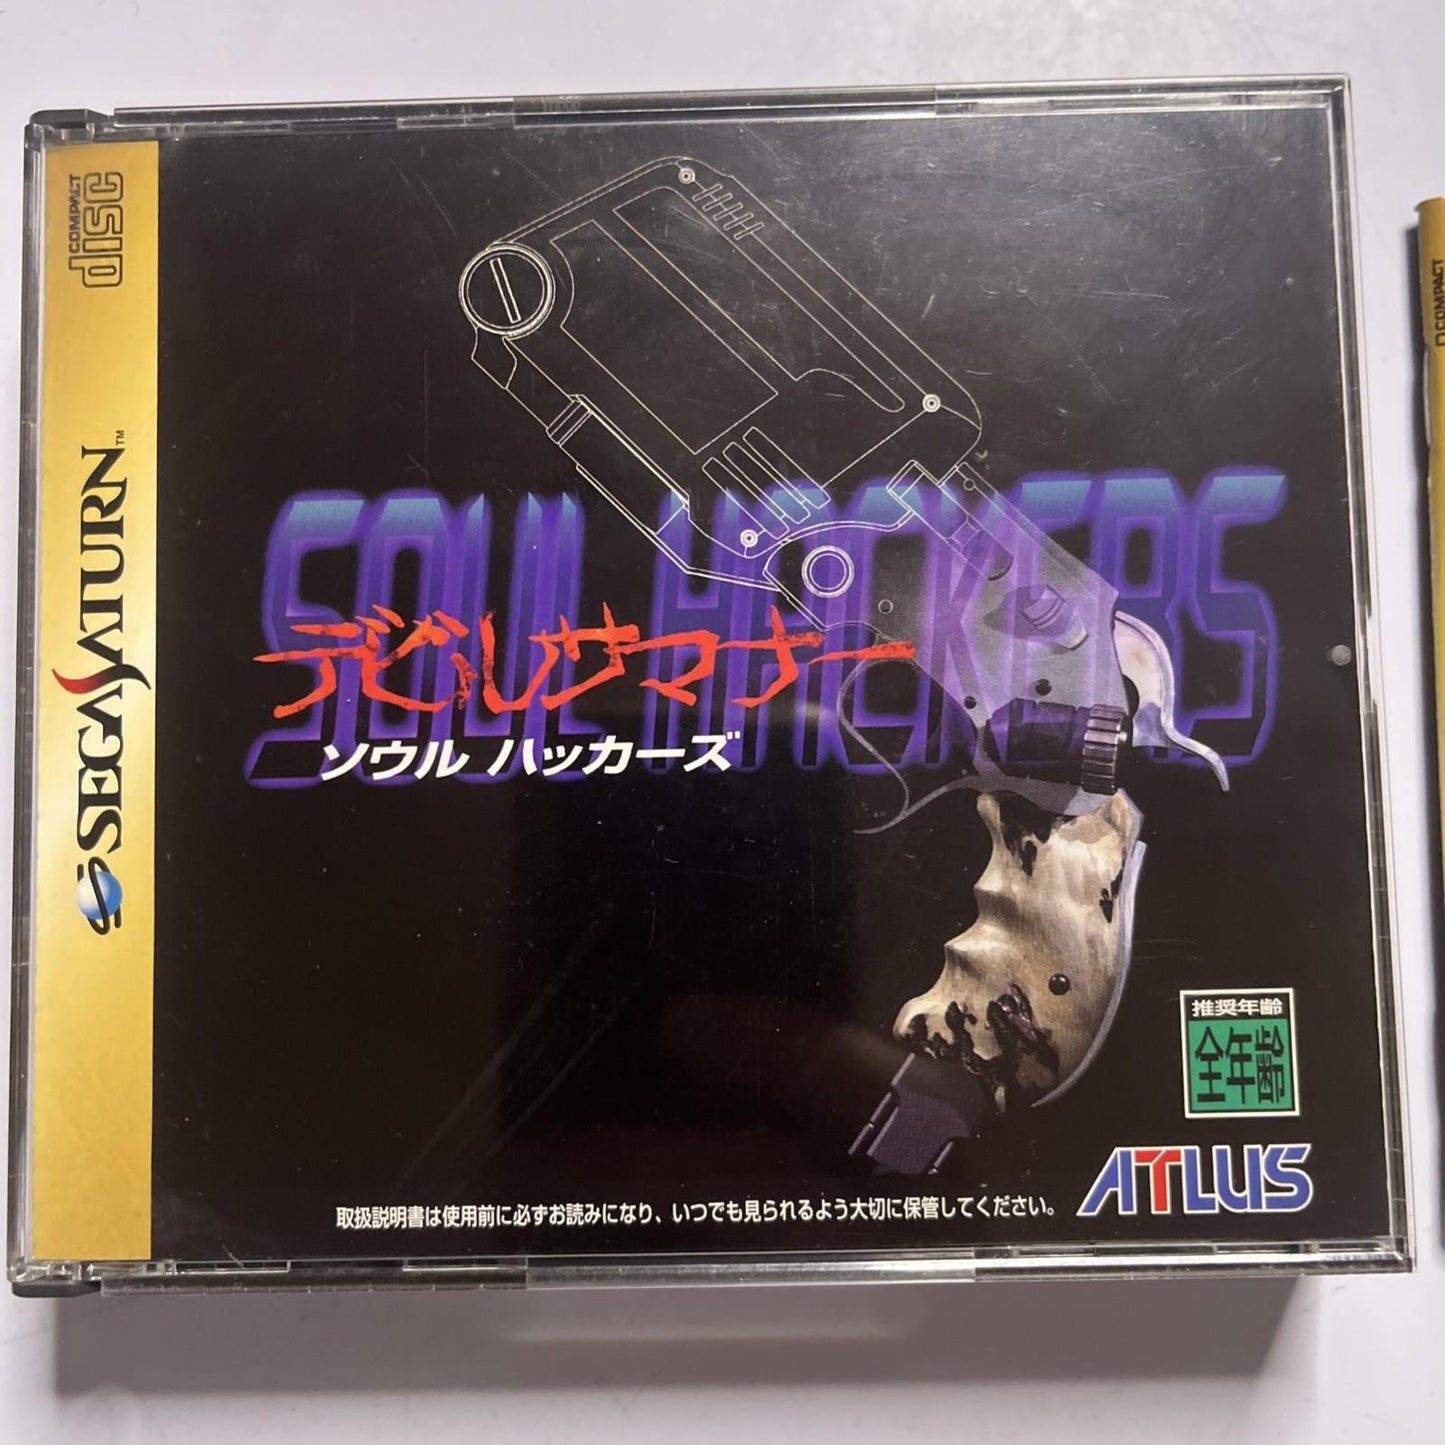 COMPACT
disc
SEGA SATURN™
SOUL HACKERS
デビルサマナー
ソウル ハッカーズ
推奨年齢
全年齢
ATLUS
取扱説明書は使用前に必ずお読みになり、いつでも見られるよう大切に保管してください。
COMPACT